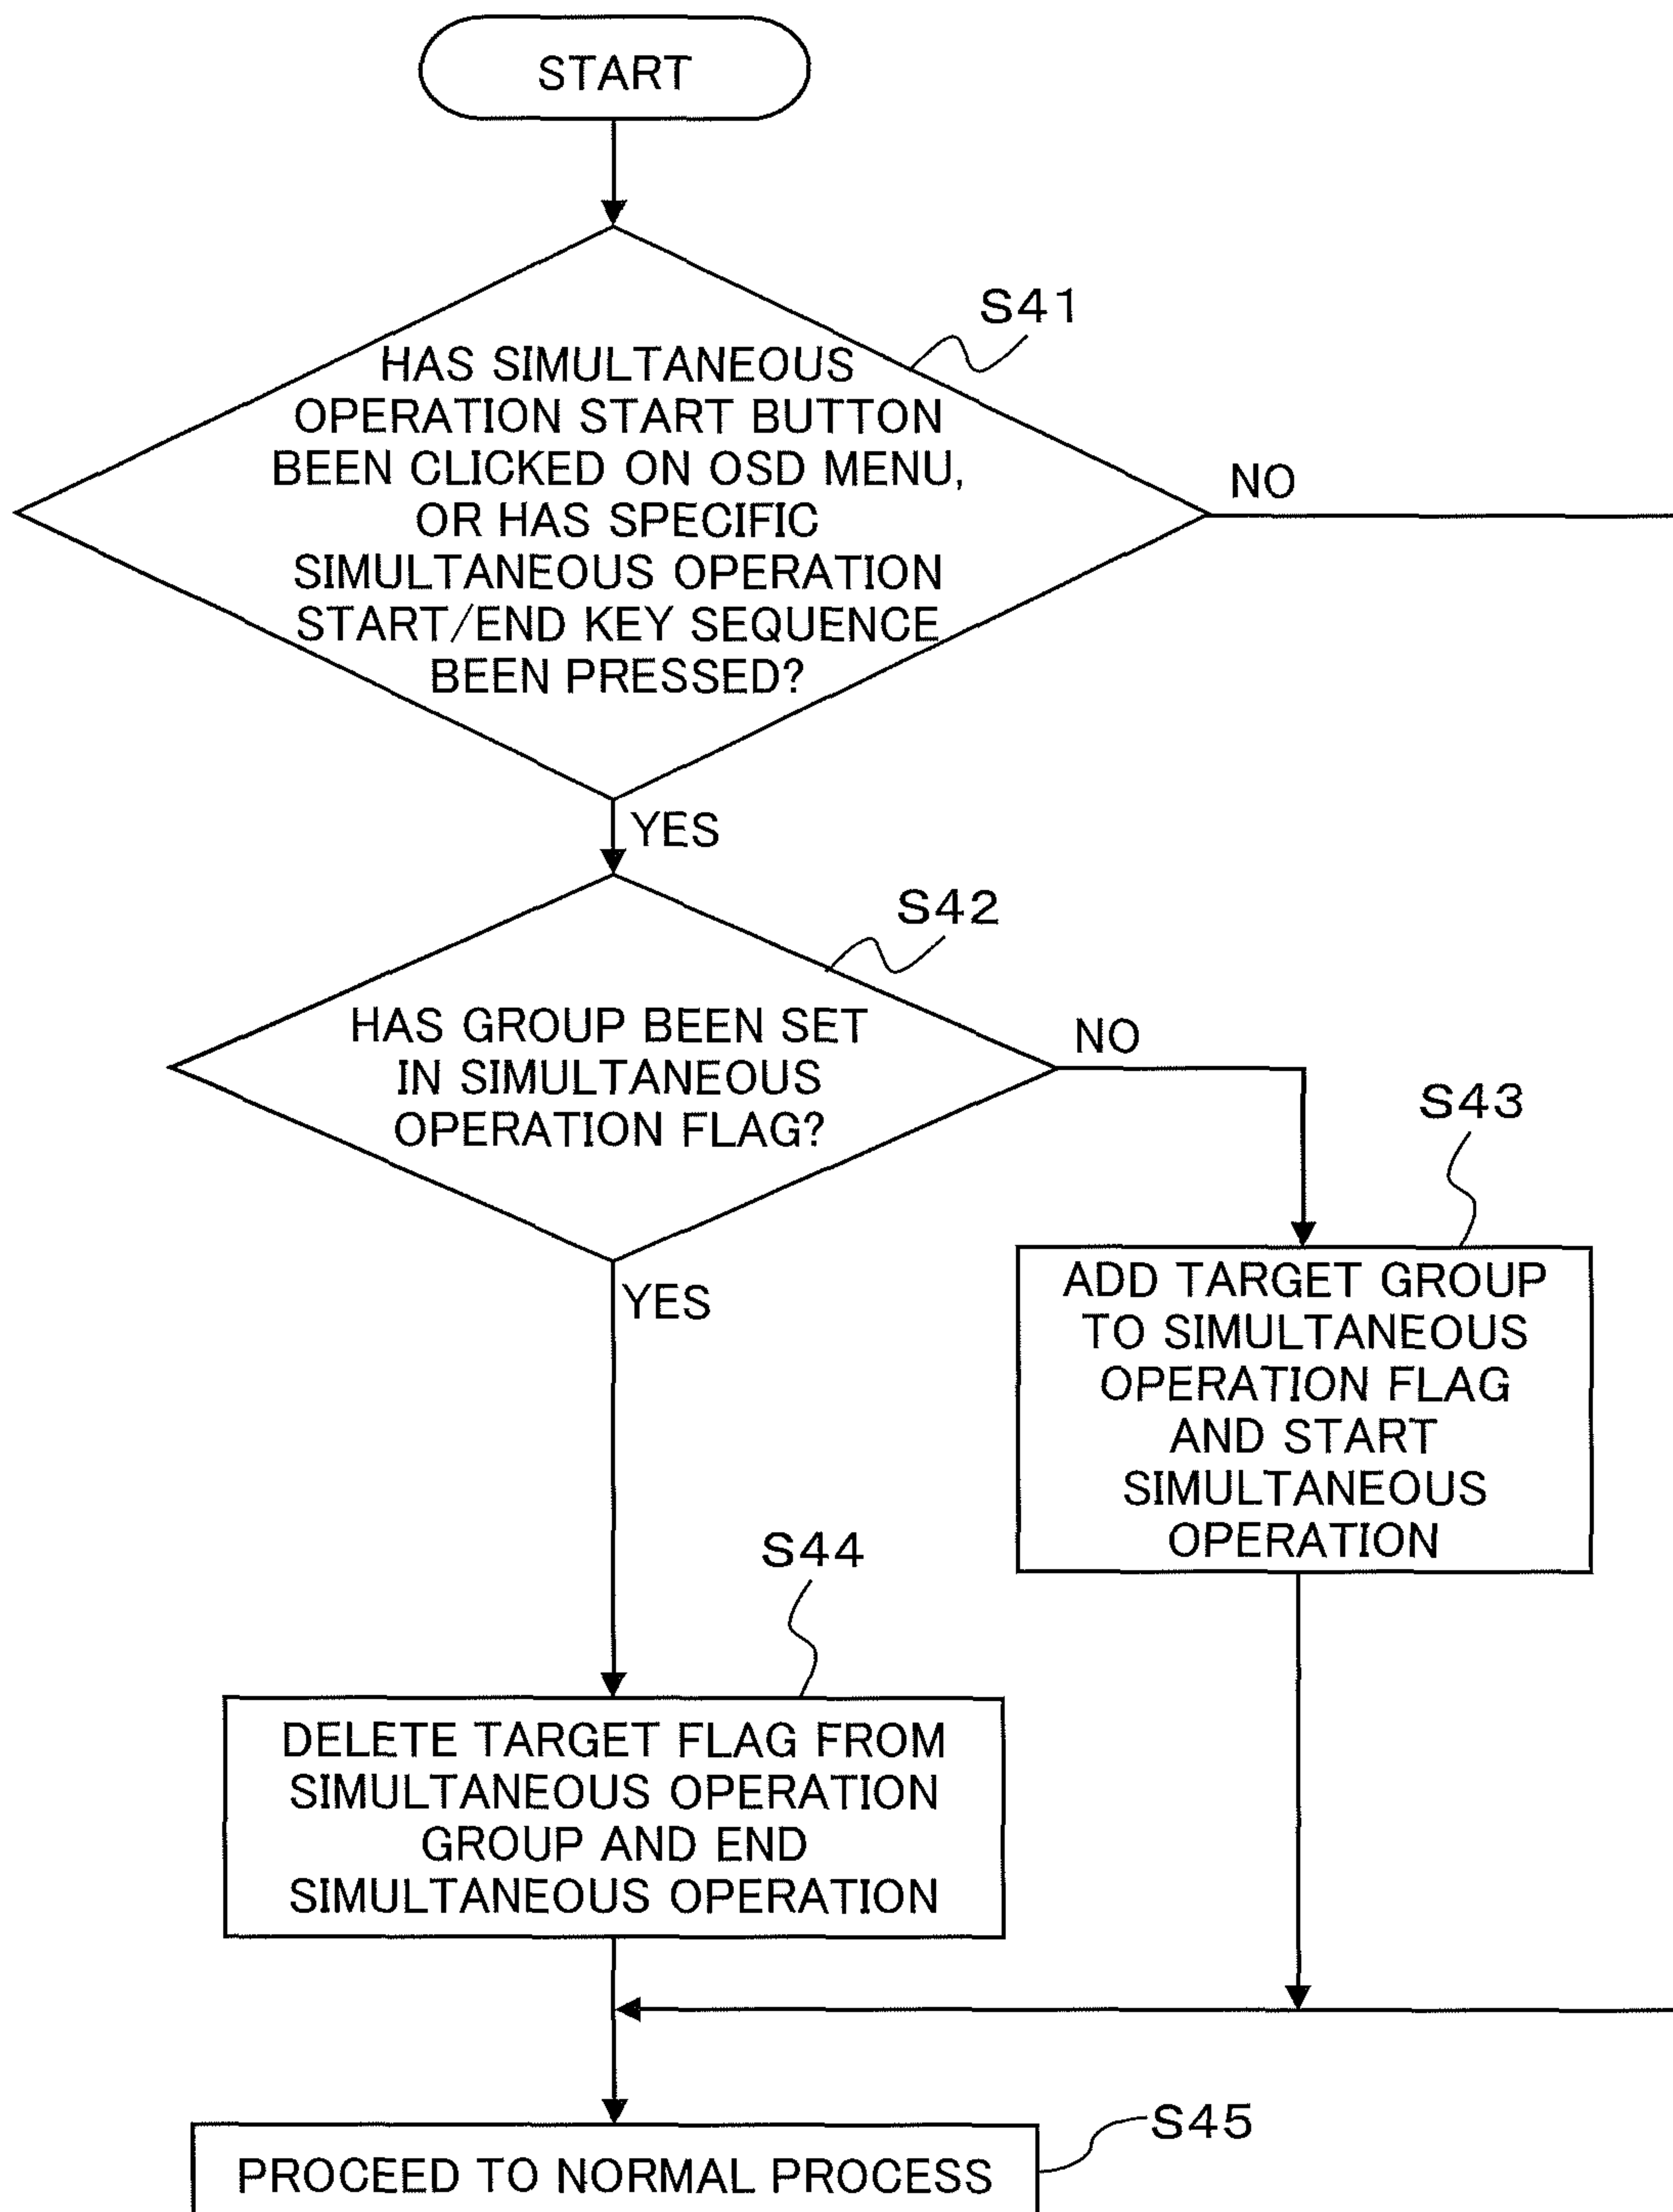 START
S41
HAS SIMULTANEOUS
OPERATION START BUTTON
BEEN CLICKED ON OSD MENU,
OR HAS SPECIFIC
SIMULTANEOUS OPERATION
START/END KEY SEQUENCE
BEEN PRESSED?
NO
YES
S42
HAS GROUP BEEN SET
IN SIMULTANEOUS
OPERATION FLAG?
NO
YES
S43
ADD TARGET GROUP
TO SIMULTANEOUS
OPERATION FLAG
AND START
SIMULTANEOUS
OPERATION
S44
DELETE TARGET FLAG FROM
SIMULTANEOUS OPERATION
GROUP AND END
SIMULTANEOUS OPERATION
S45
PROCEED TO NORMAL PROCESS